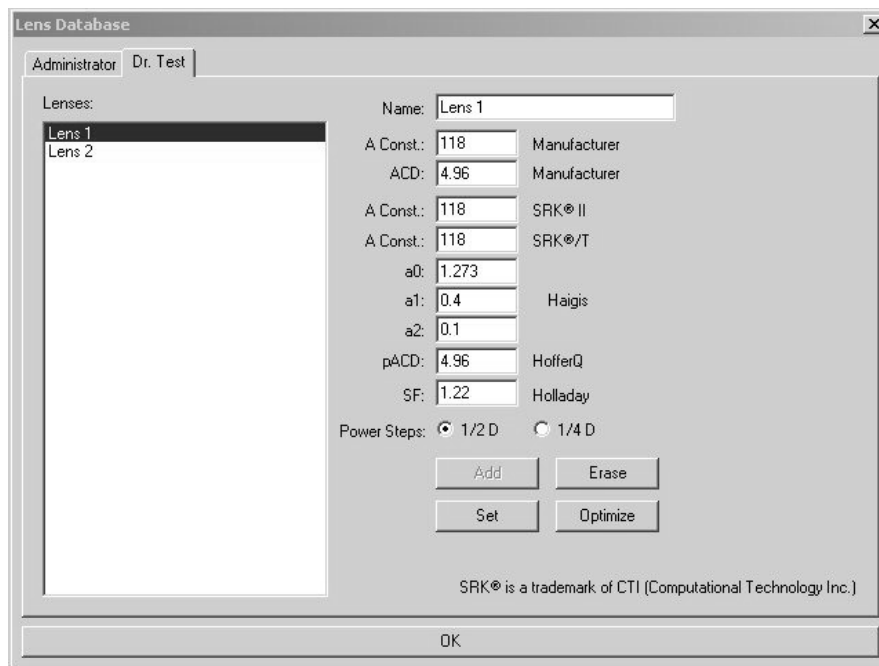 Lens Database
Administrator Dr. Test
Lenses:
Lens 1
Lens 2
Name: Lens 1
A Const.: 118 Manufacturer
ACD: 4.96 Manufacturer
A Const.: 118 SRK® II
A Const.: 118 SRK®/T
a0: 1.273
a1: 0.4 Haigis
a2: 0.1
pACD: 4.96 HofferQ
SF: 1.22 Holladay
Power Steps: 1/2 D 1/4 D
Add Erase
Set Optimize
SRK® is a trademark of CTI (Computational Technology Inc.)
OK